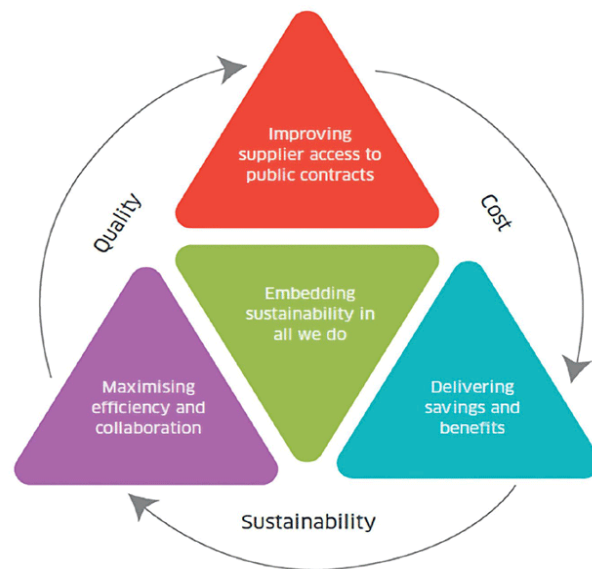 Improving
supplier access to
public contracts
Quality
Cost
Embedding
sustainability in
all we do
Maximising
efficiency and
collaboration
Delivering
savings and
benefits
Sustainability